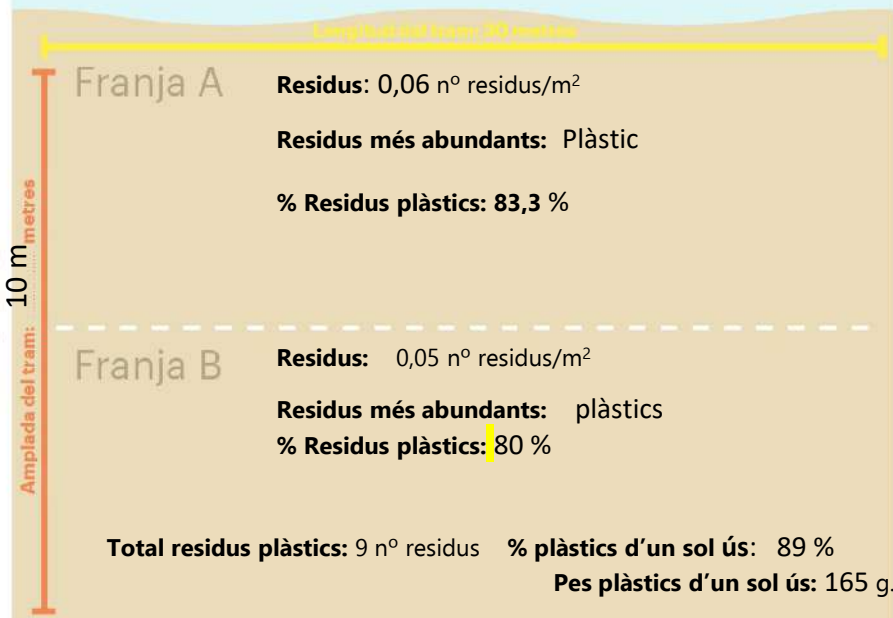 Longitud del tram: 30 metres
Franja A
Residus: 0,06 nº residus/m²
Residus més abundants: Plàstic
% Residus plàstics: 83,3 %
Amplada del tram: 10 m metres
Franja B
Residus: 0,05 nº residus/m²
Residus més abundants: plàstics
% Residus plàstics: 80 %
Total residus plàstics: 9 nº residus % plàstics d'un sol ús: 89 %
Pes plàstics d'un sol ús: 165 g.